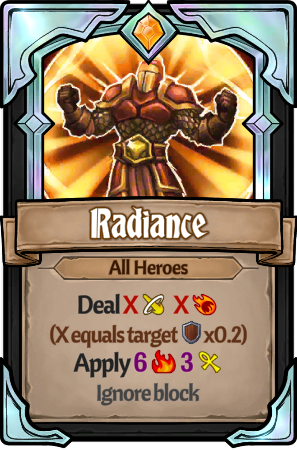 Radiance
All Heroes
Deal X X
(X equals target x0.2)
Apply 6 3
Ignore block